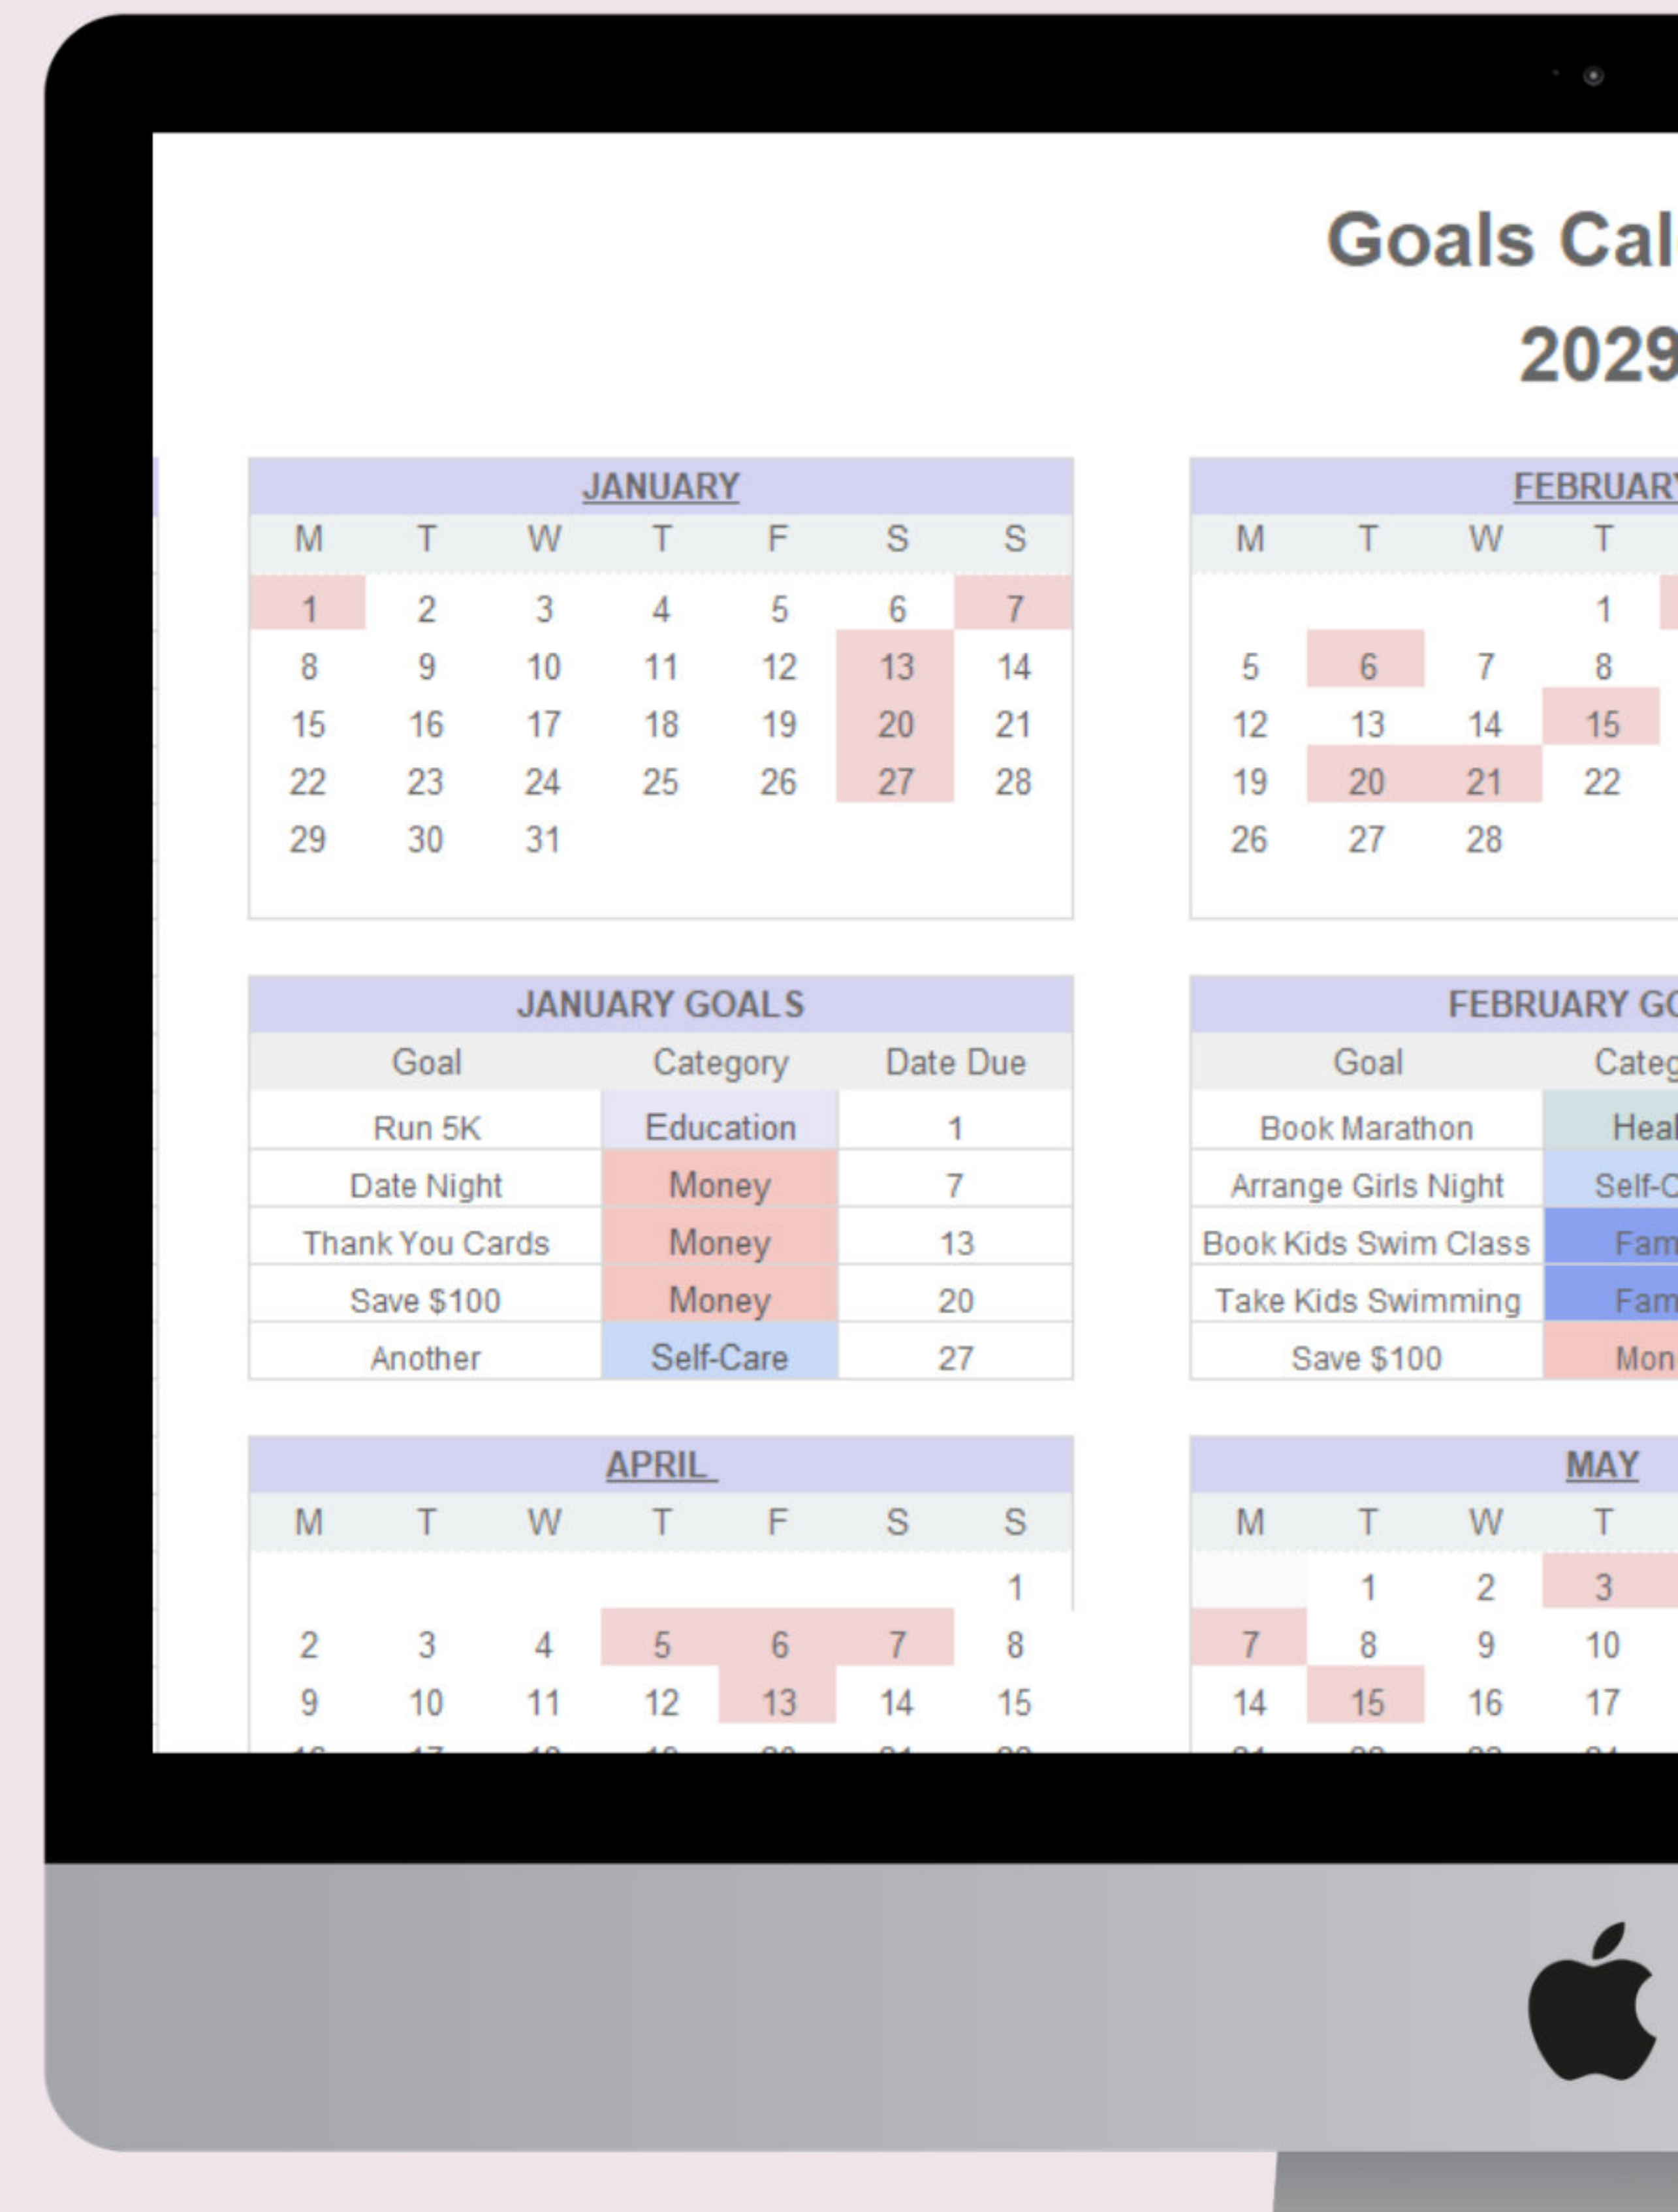 Goals Cal
2029
JANUARY
M T W T F S S
1 2 3 4 5 6 7
8 9 10 11 12 13 14
15 16 17 18 19 20 21
22 23 24 25 26 27 28
29 30 31
FEBRUARY
M T W T
1
5 6 7 8
12 13 14 15
19 20 21 22
26 27 28
JANUARY GOALS
Goal Category Date Due
Run 5K Education 1
Date Night Money 7
Thank You Cards Money 13
Save $100 Money 20
Another Self-Care 27
FEBRUARY GO
Goal Categ
Book Marathon Heal
Arrange Girls Night Self-C
Book Kids Swim Class Fam
Take Kids Swimming Fam
Save $100 Mon
APRIL
M T W T F S S
1
2 3 4 5 6 7 8
9 10 11 12 13 14 15
MAY
M T W T
1 2 3
7 8 9 10
14 15 16 17